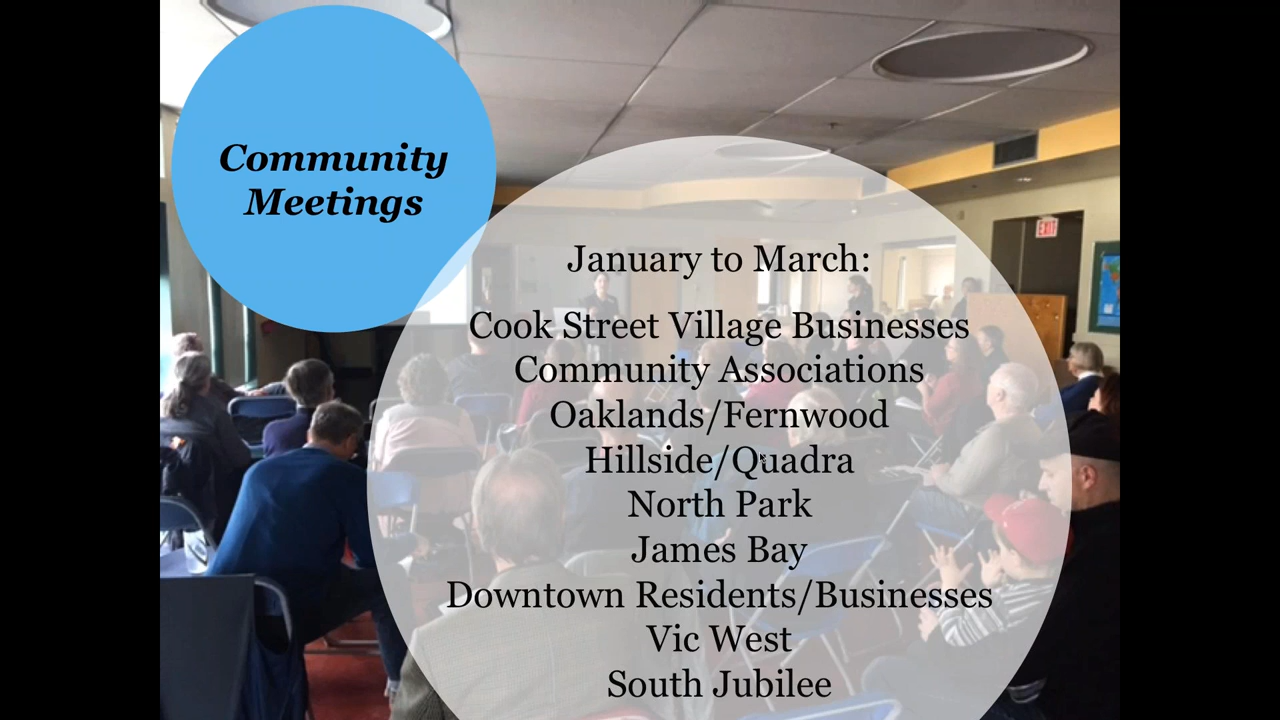 Community
Meetings
January to March:
Cook Street Village Businesses
Community Associations
Oaklands/Fernwood
Hillside/Quadra
North Park
James Bay
Downtown Residents/Businesses
Vic West
South Jubilee
EXIT